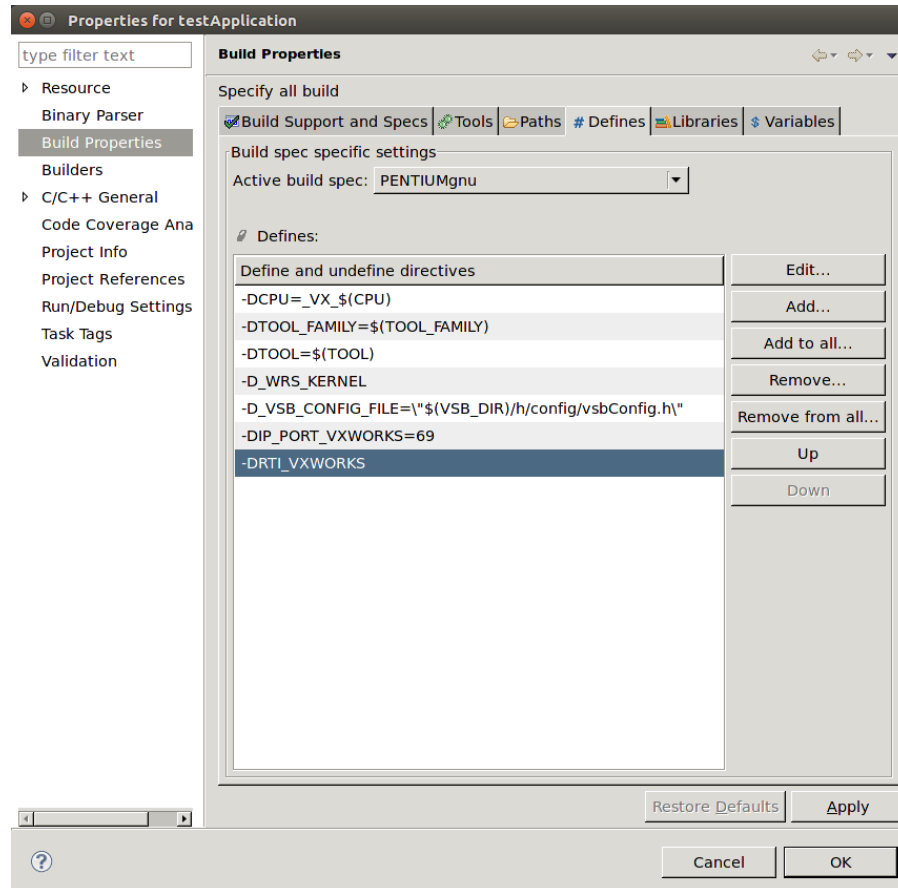 Properties for testApplication
type filter text
Resource
Binary Parser
Build Properties
Builders
C/C++ General
Code Coverage Ana
Project Info
Project References
Run/Debug Settings
Task Tags
Validation
Build Properties
Specify all build
Build Support and Specs Tools Paths # Defines Libraries $ Variables
Build spec specific settings
Active build spec: PENTIUMgnu
Defines:
Define and undefine directives
-DCPU=_VX_$(CPU)
-DTOOL_FAMILY=$(TOOL_FAMILY)
-DTOOL=$(TOOL)
-D_WRS_KERNEL
-D_VSB_CONFIG_FILE=\"$(VSB_DIR)/h/config/vsbConfig.h\"
-DIP_PORT_VXWORKS=69
-DRTI_VXWORKS
Edit...
Add...
Add to all...
Remove...
Remove from all...
Up
Down
Restore Defaults Apply
? Cancel OK